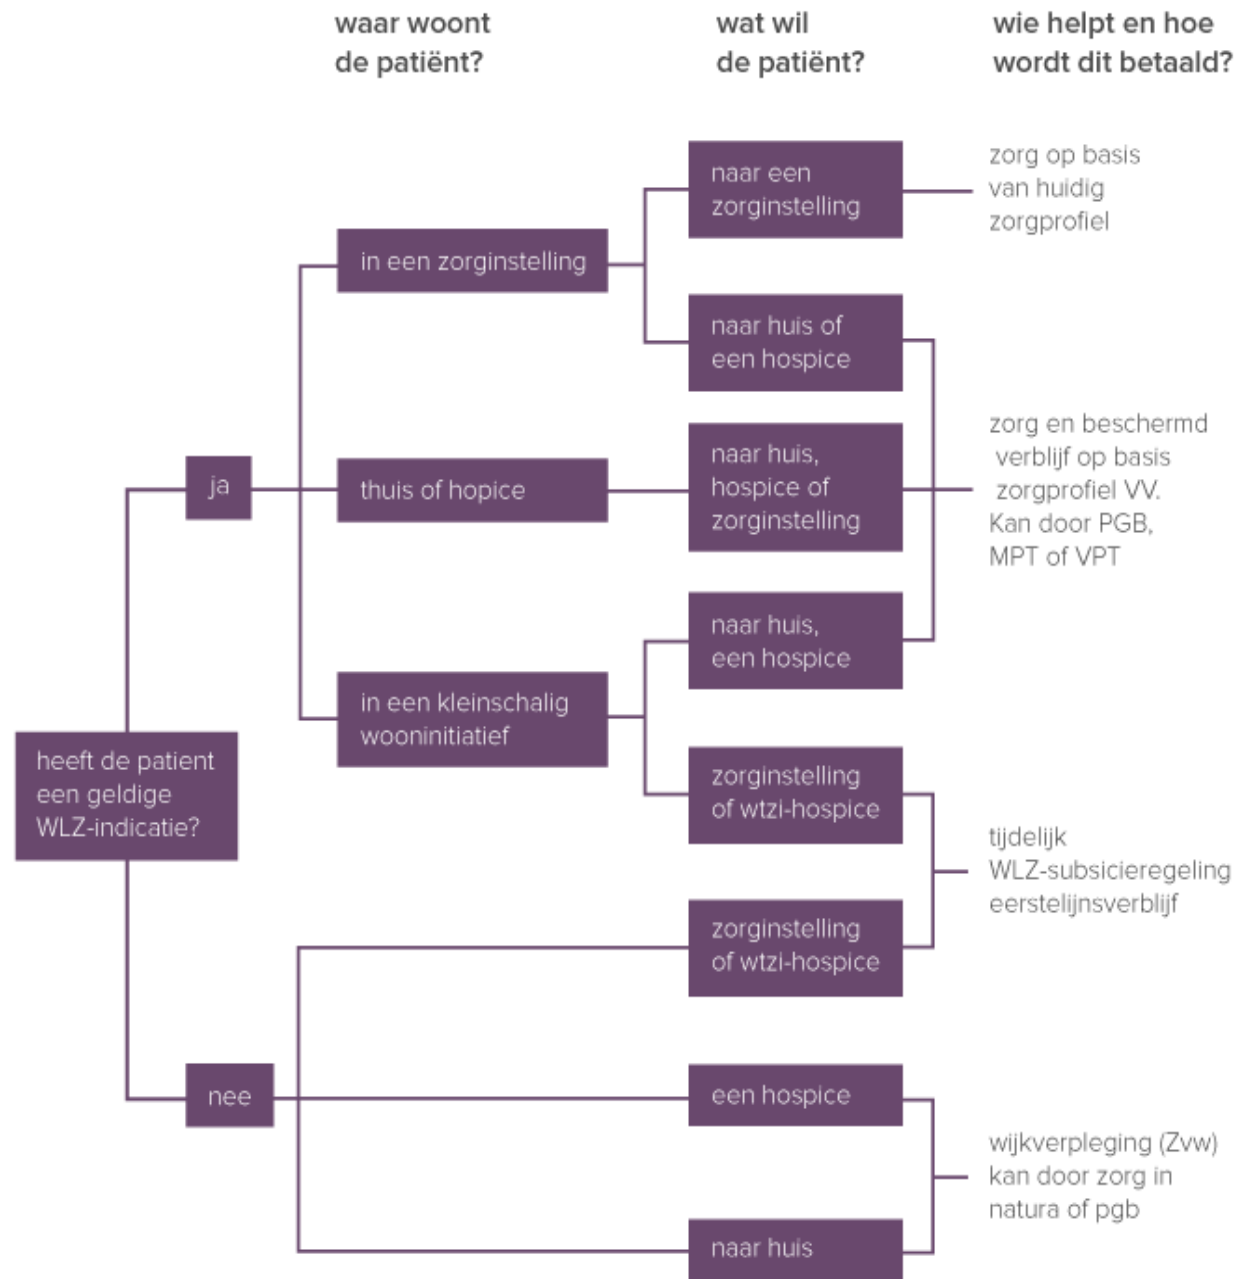 waar woont
de patiënt?
wat wil
de patiënt?
wie helpt en hoe
wordt dit betaald?
heeft de patient
een geldige
WLZ-indicatie?
ja
in een zorginstelling
naar een
zorginstelling
zorg op basis
van huidig
zorgprofiel
naar huis of
een hospice
thuis of hopice
naar huis,
hospice of
zorginstelling
zorg en beschermd
verblijf op basis
zorgprofiel VV.
Kan door PGB,
MPT of VPT
in een kleinschalig
wooninitiatief
naar huis,
een hospice
zorginstelling
of wtzi-hospice
tijdelijk
WLZ-subsicieregeling
eerstelijnsverblijf
nee
zorginstelling
of wtzi-hospice
een hospice
naar huis
wijkverpleging (Zvw)
kan door zorg in
natura of pgb